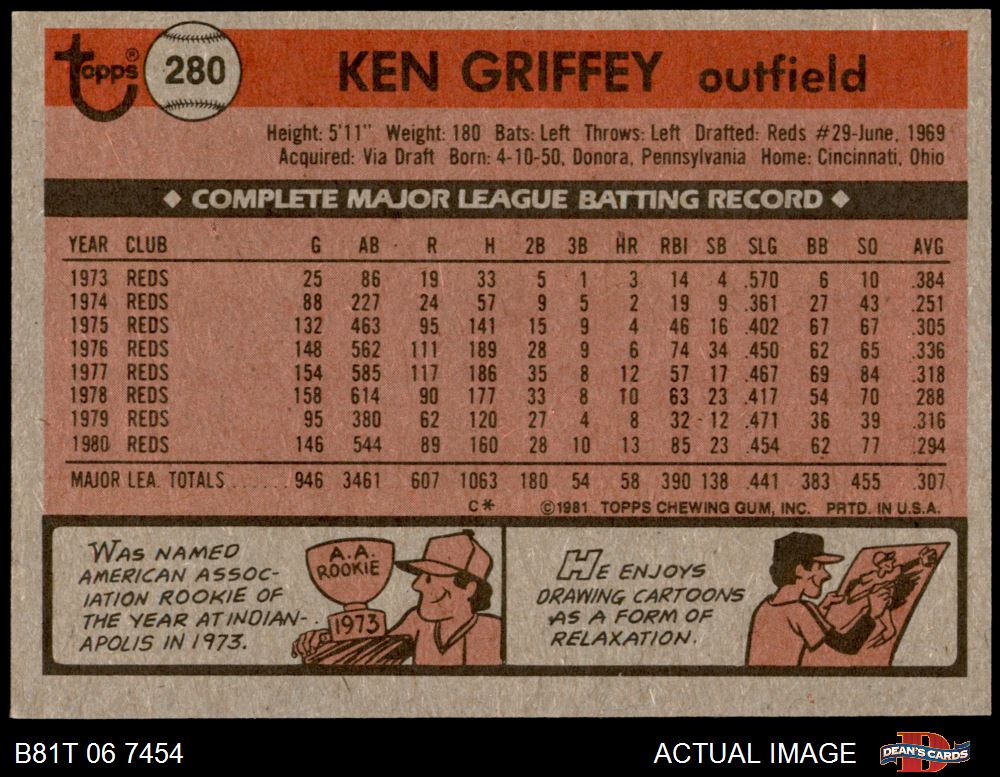 topps® 280 KEN GRIFFEY outfield
Height: 5'11" Weight: 180 Bats: Left Throws: Left Drafted: Reds #29-June, 1969
Acquired: Via Draft Born: 4-10-50, Donora, Pennsylvania Home: Cincinnati, Ohio
◆ COMPLETE MAJOR LEAGUE BATTING RECORD ◆
YEAR CLUB G AB R H 2B 3B HR RBI SB SLG BB SO AVG
1973 REDS 25 86 19 33 5 1 3 14 4 .570 6 10 .384
1974 REDS 88 227 24 57 9 5 2 19 9 .361 27 43 .251
1975 REDS 132 463 95 141 15 9 4 46 16 .402 67 67 .305
1976 REDS 148 562 111 189 28 9 6 74 34 .450 62 65 .336
1977 REDS 154 585 117 186 35 8 12 57 17 .467 69 84 .318
1978 REDS 158 614 90 177 33 8 10 63 23 .417 54 70 .288
1979 REDS 95 380 62 120 27 4 8 32 12 .471 36 39 .316
1980 REDS 146 544 89 160 28 10 13 85 23 .454 62 77 .294
MAJOR LEA. TOTALS...... 946 3461 607 1063 180 54 58 390 138 .441 383 455 .307
C* ©1981 TOPPS CHEWING GUM, INC. PRTD. IN U.S.A.
WAS NAMED
AMERICAN ASSOC-
IATION ROOKIE OF
THE YEAR AT INDIAN-
APOLIS IN 1973.
A.A.
ROOKIE
1973
HE ENJOYS
DRAWING CARTOONS
AS A FORM OF
RELAXATION.
B81T 06 7454 ACTUAL IMAGE DEAN'S CARDS